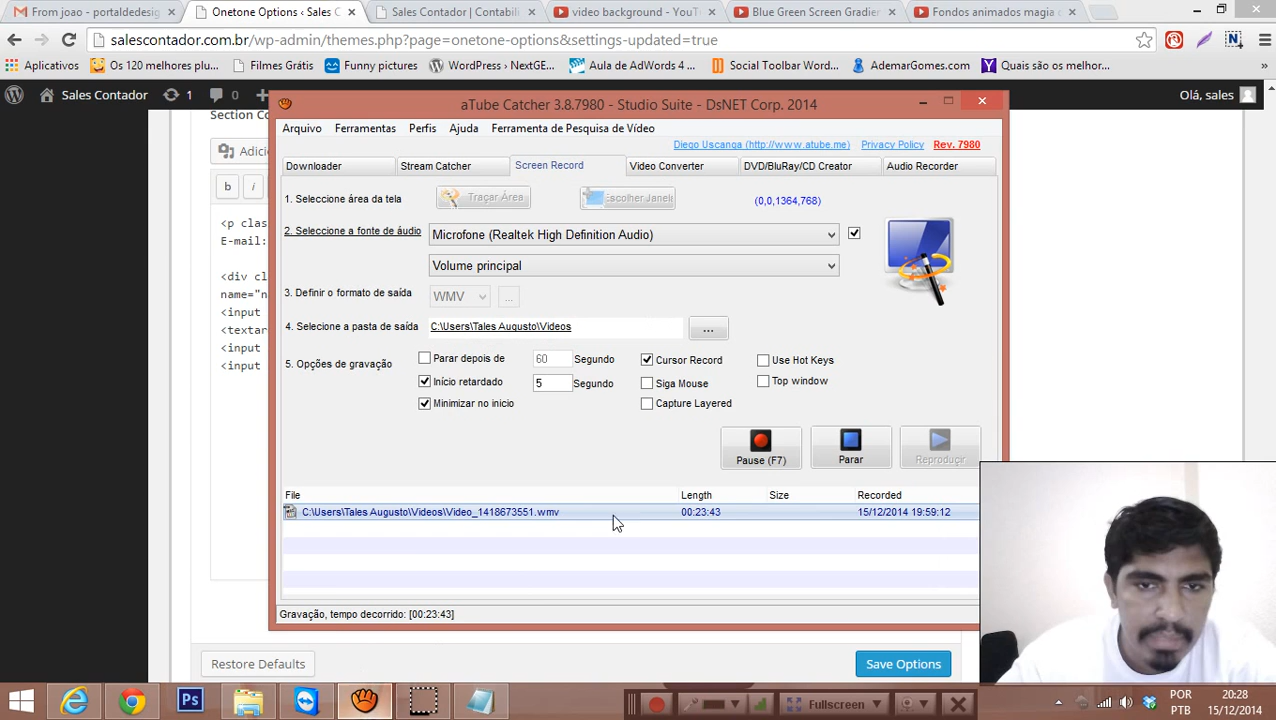 From joao - portaldedesig
Onetone Options ‹ Sales C
Sales Contador | Contabili
video background - YouT
Blue Green Screen Gradien
Fondos animados magia c
salescontador.com.br/wp-admin/themes.php?page=onetone-options&settings-updated=true
Aplicativos
Os 120 melhores plu...
Filmes Grátis
Funny pictures
WordPress › NextGE...
Aula de AdWords 4 ...
Social Toolbar Word...
AdemarGomes.com
Quais são os melhor...
Sales Contador
1
0
Olá, sales
Section Co
Adici
b
i
<p clas
E-mail:
<div cl
name="n
<input
<textar
<input
<input
aTube Catcher 3.8.7980 - Studio Suite - DsNET Corp. 2014
Arquivo
Ferramentas
Perfis
Ajuda
Ferramenta de Pesquisa de Vídeo
Diego Uscanga (http://www.atube.me)
Privacy Policy
Rev. 7980
Downloader
Stream Catcher
Screen Record
Video Converter
DVD/BluRay/CD Creator
Audio Recorder
1. Seleccione área da tela
Traçar Área
Escolher Janela
(0,0,1364,768)
2. Seleccione a fonte de áudio
Microfone (Realtek High Definition Audio)
Volume principal
3. Definir o formato de saída
WMV
...
4. Selecione a pasta de saída
C:\Users\Tales Augusto\Videos
...
5. Opções de gravação
Parar depois de
60
Segundo
Cursor Record
Use Hot Keys
Início retardado
5
Segundo
Siga Mouse
Top window
Minimizar no inicio
Capture Layered
Pause (F7)
Parar
Reproduçir
File
Length
Size
Recorded
C:\Users\Tales Augusto\Videos\Video_1418673551.wmv
00:23:43
15/12/2014 19:59:12
Gravação, tempo decorrido: [00:23:43]
Restore Defaults
Save Options
Ps
Fullscreen
POR
PTB
20:28
15/12/2014